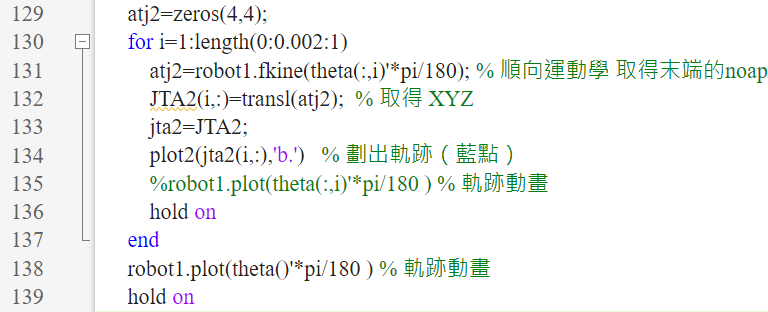 129 atj2=zeros(4,4);
130 for i=1:length(0:0.002:1)
131 atj2=robot1.fkine(theta(:,i)'*pi/180); % 順向運動學 取得末端的noap
132 JTA2(i,:)=transl(atj2); % 取得 XYZ
133 jta2=JTA2;
134 plot2(jta2(i,:),'b.') % 劃出軌跡（藍點）
135 %robot1.plot(theta(:,i)'*pi/180 ) % 軌跡動畫
136 hold on
137 end
138 robot1.plot(theta()'*pi/180 ) % 軌跡動畫
139 hold on